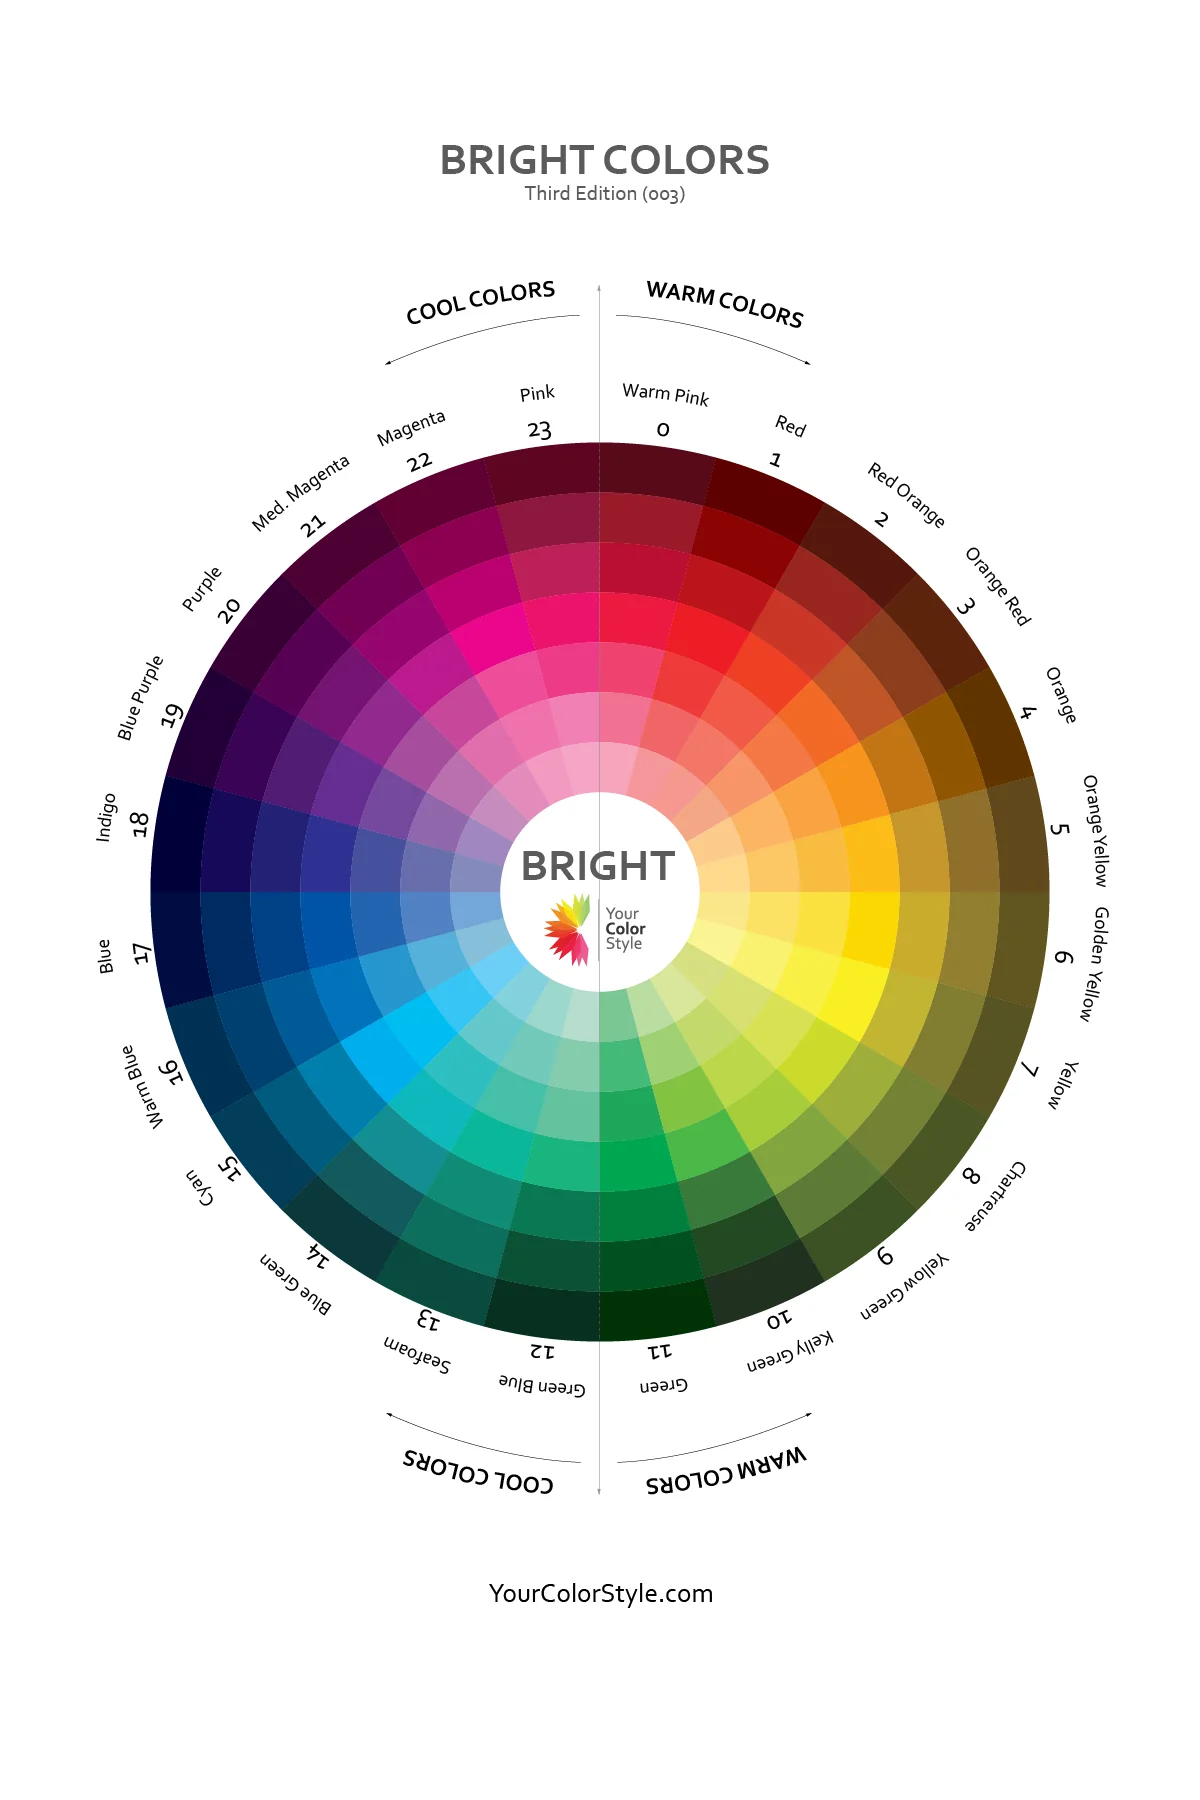 BRIGHT COLORS
Third Edition (003)
COOL COLORS
WARM COLORS
Warm Pink
0
Red
1
Red Orange
2
Orange Red
3
Orange
4
Orange Yellow
5
Golden Yellow
6
Yellow
7
Chartreuse
8
Yellow Green
9
Kelly Green
10
Green
11
Green Blue
12
Seafoam
13
Blue Green
14
Cyan
15
Warm Blue
16
Blue
17
Indigo
18
Blue Purple
19
Purple
20
Med. Magenta
21
Magenta
22
Pink
23
BRIGHT
Your
Color
Style
COOL COLORS
WARM COLORS
YourColorStyle.com